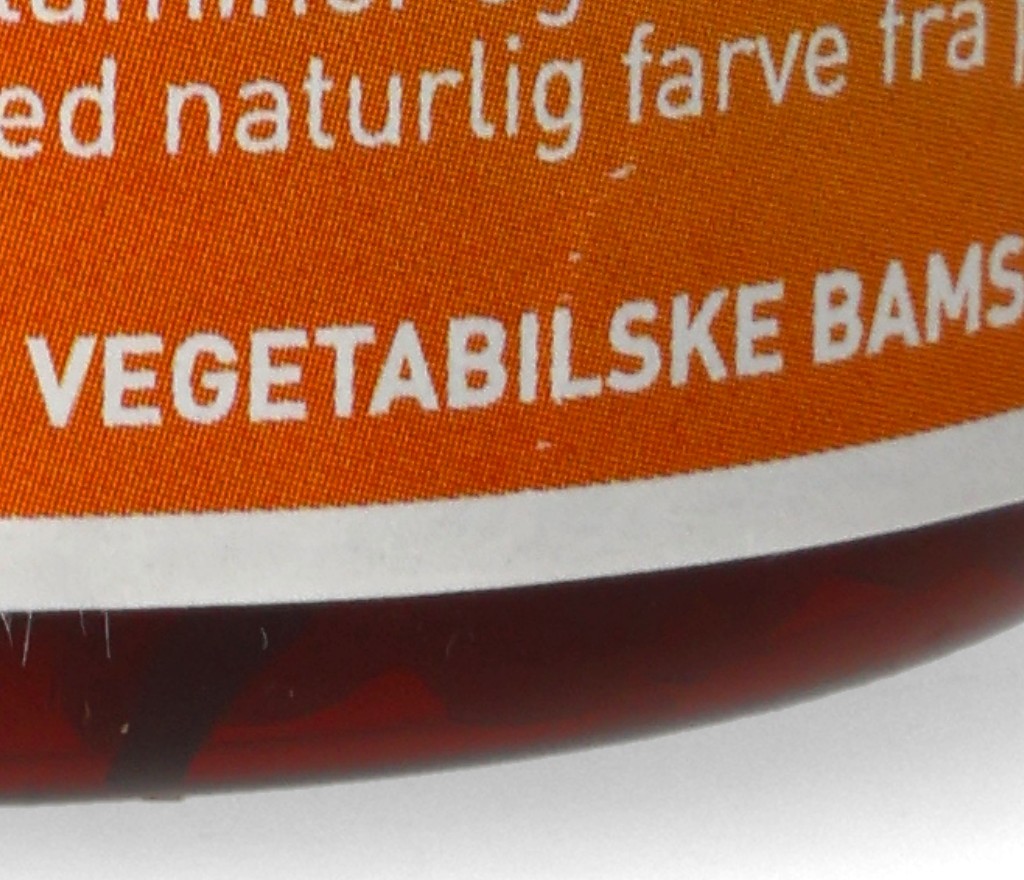 ed naturlig farve fra
VEGETABILSKE BAMS